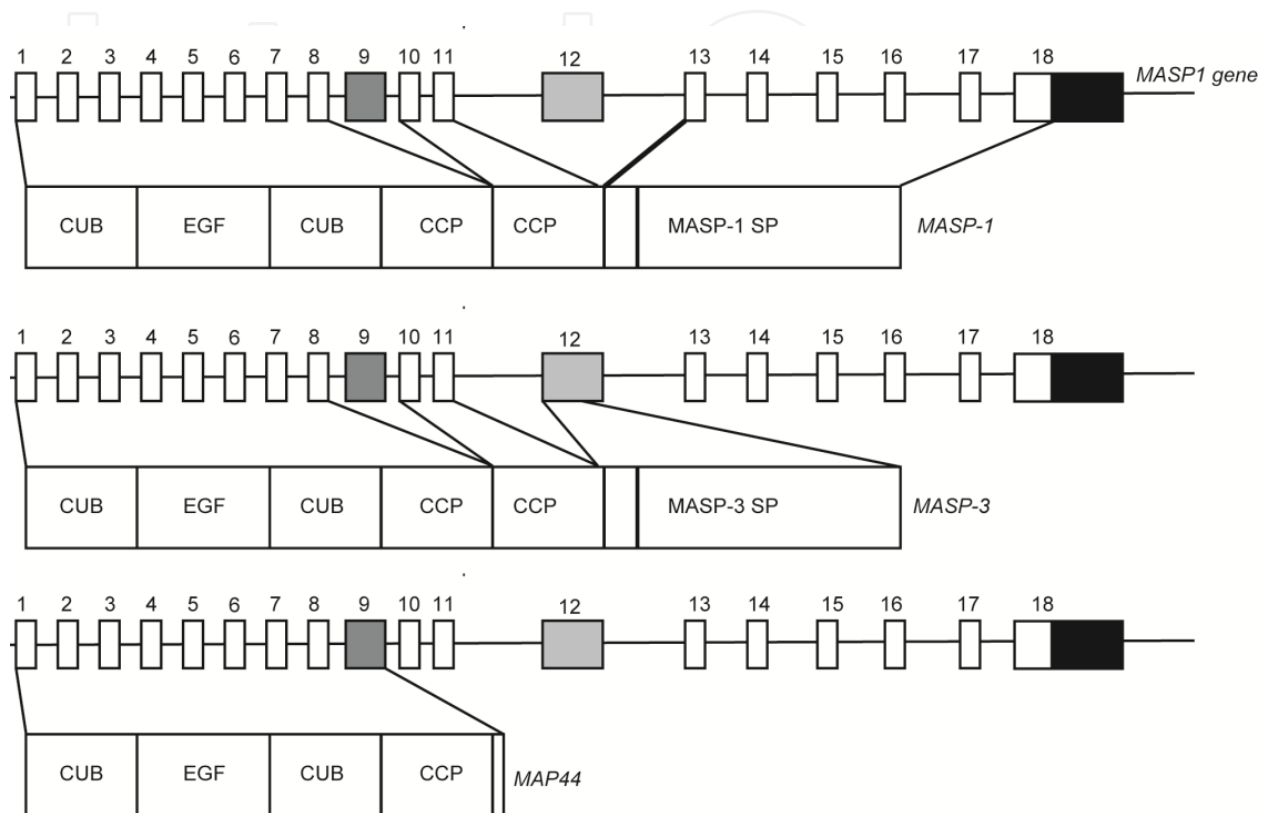 1 2 3 4 5 6 7 8 9 10 11 12 13 14 15 16 17 18 MASP1 gene
CUB EGF CUB CCP CCP MASP-1 SP MASP-1
1 2 3 4 5 6 7 8 9 10 11 12 13 14 15 16 17 18
CUB EGF CUB CCP CCP MASP-3 SP MASP-3
1 2 3 4 5 6 7 8 9 10 11 12 13 14 15 16 17 18
CUB EGF CUB CCP MAP44